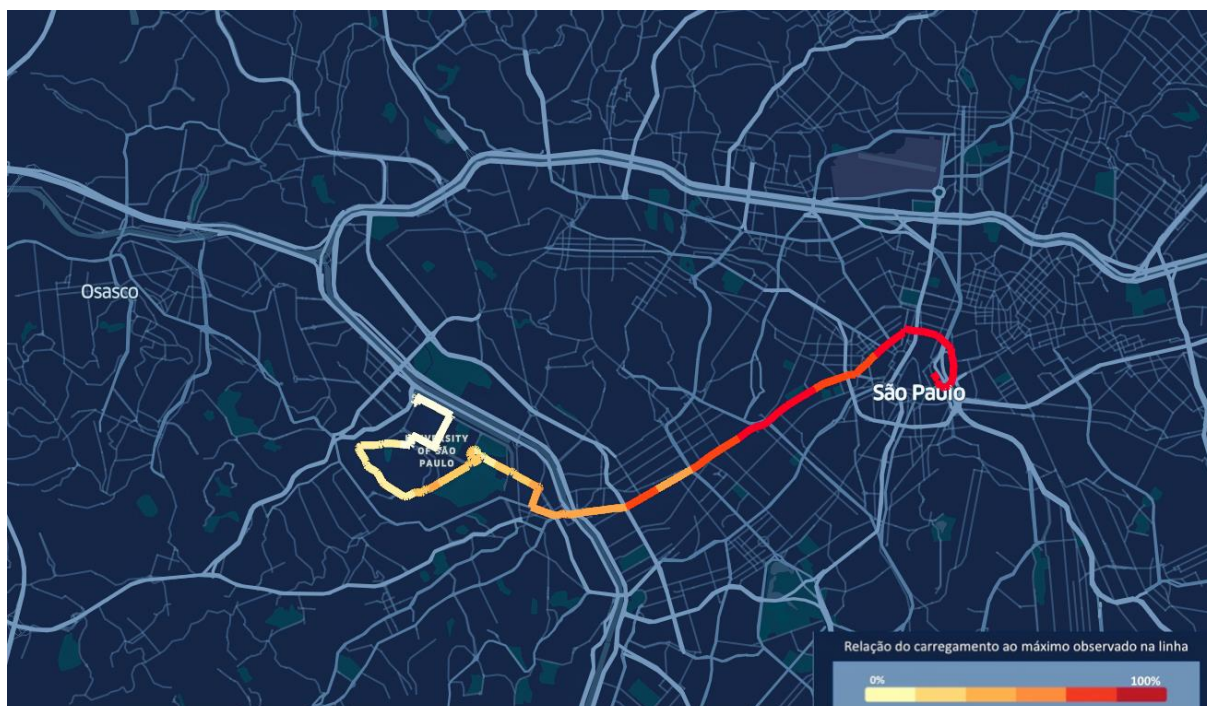 Osasco
São Paulo
UNIVERSITY
OF SÃO
PAULO
Relação do carregamento ao máximo observado na linha
0%
100%